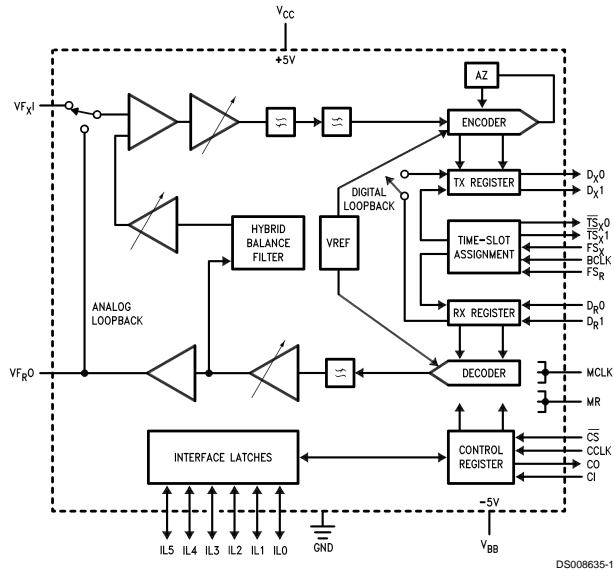 VCC
+5V
VFXI
AZ
ENCODER
DX0
DX1
TX REGISTER
DIGITAL
LOOPBACK
HYBRID
BALANCE
FILTER
VREF
TIME-SLOT
ASSIGNMENT
TSX0
TSX1
FSX
BCLK
FSR
ANALOG
LOOPBACK
RX REGISTER
DR0
DR1
VFRO
DECODER
MCLK
MR
INTERFACE LATCHES
CONTROL
REGISTER
CS
CCLK
CO
CI
-5V
IL5 IL4 IL3 IL2 IL1 IL0
GND
VBB
DS008635-1